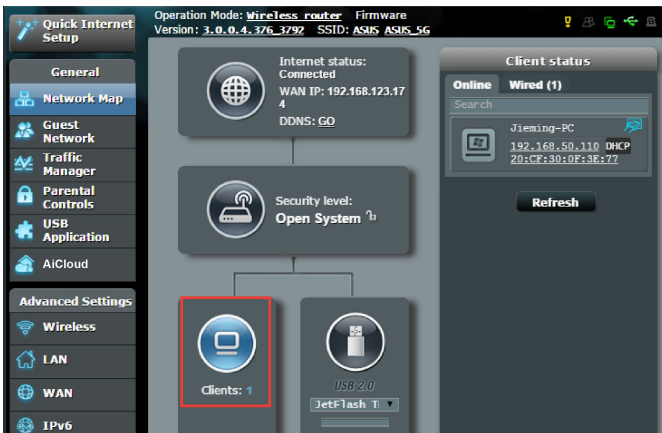 Quick Internet
Setup
General
Network Map
Guest
Network
Traffic
Manager
Parental
Controls
USB
Application
AiCloud
Advanced Settings
Wireless
LAN
WAN
IPv6
Operation Mode: Wireless router Firmware
Version: 3.0.0.4.376_3792 SSID: ASUS ASUS_5G
Internet status:
Connected
WAN IP: 192.168.123.17
4
DDNS: GO
Security level:
Open System
Clients: 1
USB 2.0
JetFlash Ti
Client status
Online Wired (1)
Search
Jieming-PC
192.168.50.110 DHCP
20:CF:30:0F:3E:77
Refresh